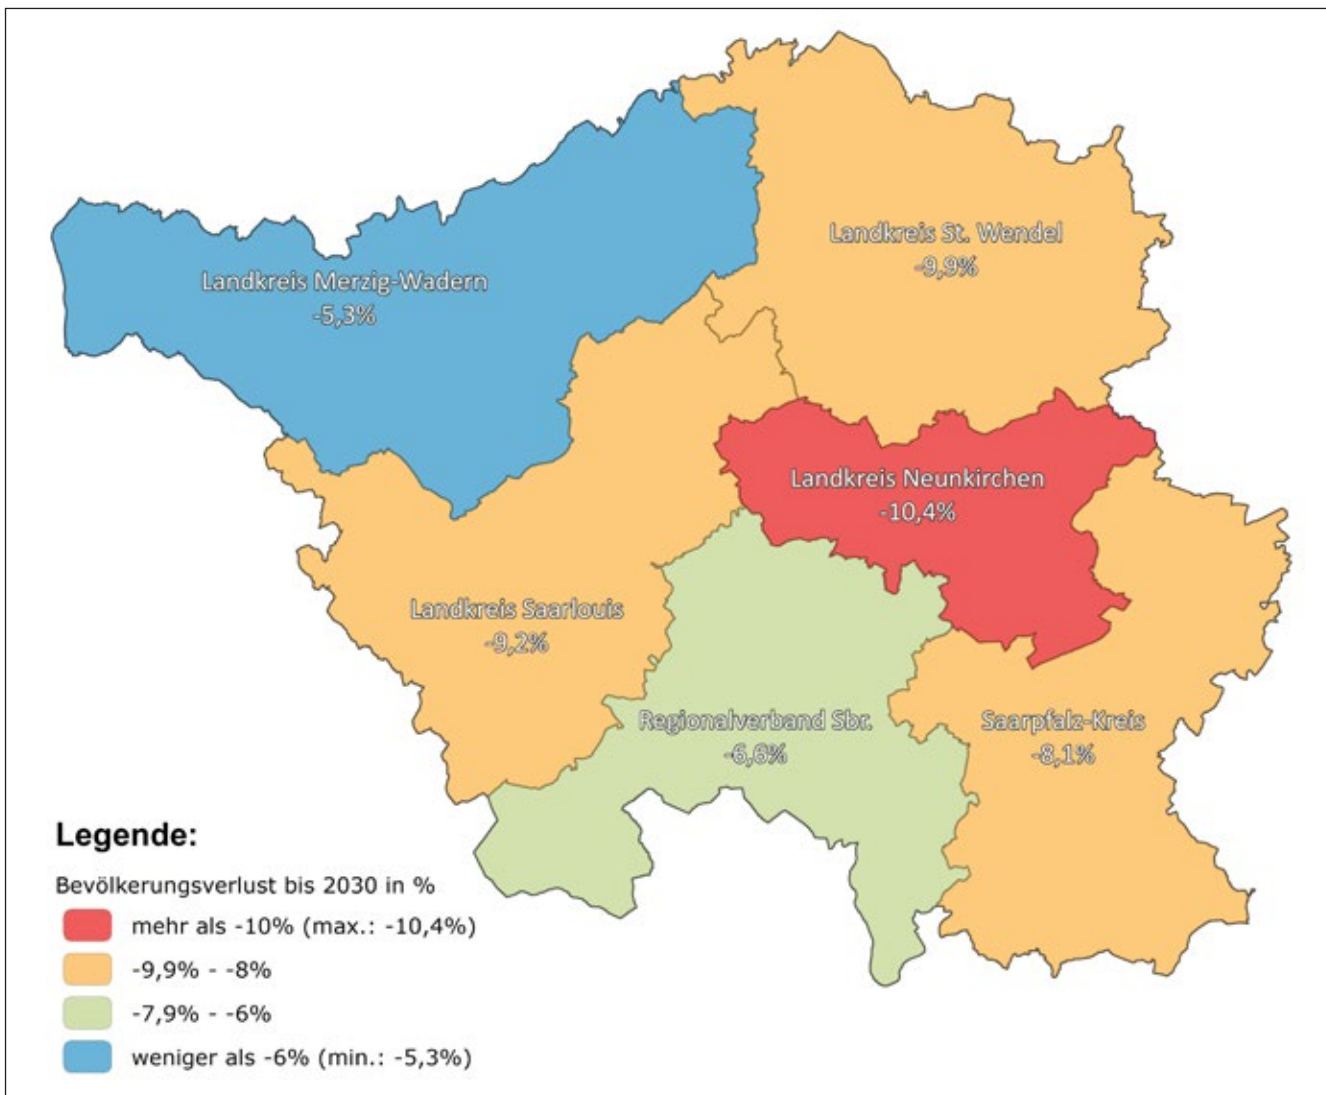 Landkreis St. Wendel
-9,9%
Landkreis Merzig-Wadern
-5,3%
Landkreis Neunkirchen
-10,4%
Landkreis Saarlouis
-9,2%
Regionalverband Sbr.
-6,6%
Saarpfalz-Kreis
-8,1%
Legende:
Bevölkerungsverlust bis 2030 in %
mehr als -10% (max.: -10,4%)
-9,9% - -8%
-7,9% - -6%
weniger als -6% (min.: -5,3%)